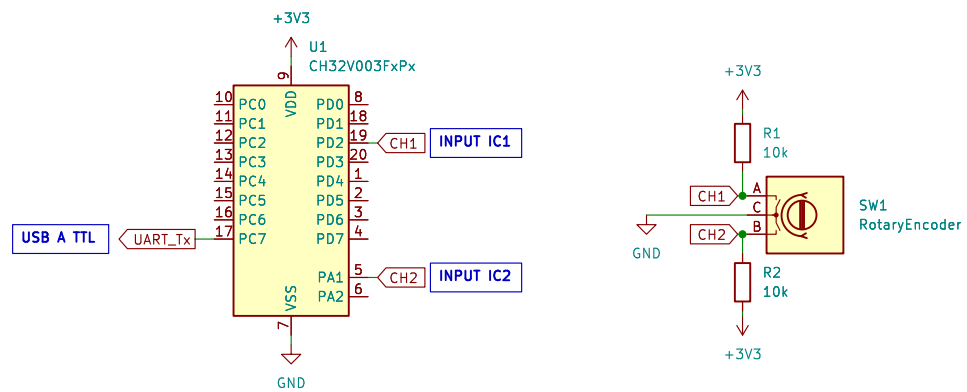 +3V3
U1
CH32V003FxPx
9
VDD
10 PC0
11 PC1
12 PC2
13 PC3
14 PC4
15 PC5
16 PC6
17 PC7
PD0 8
PD1 18
PD2 19
PD3 20
PD4 1
PD5 2
PD6 3
PD7 4
PA1 5
PA2 6
VSS
7
GND
CH1
INPUT IC1
CH2
INPUT IC2
USB A TTL
UART_Tx
+3V3
R1
10k
CH1
A
C
B
CH2
GND
SW1
RotaryEncoder
R2
10k
+3V3